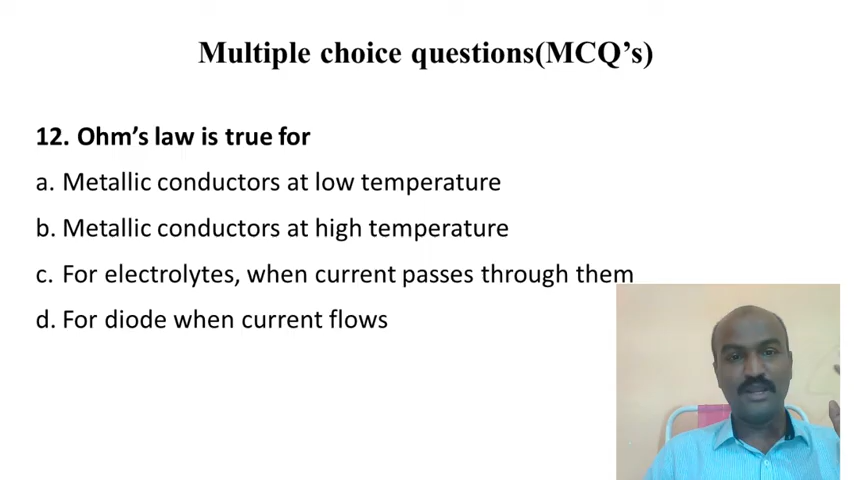 Multiple choice questions(MCQ’s)
12. Ohm’s law is true for
a. Metallic conductors at low temperature
b. Metallic conductors at high temperature
c. For electrolytes, when current passes through them
d. For diode when current flows